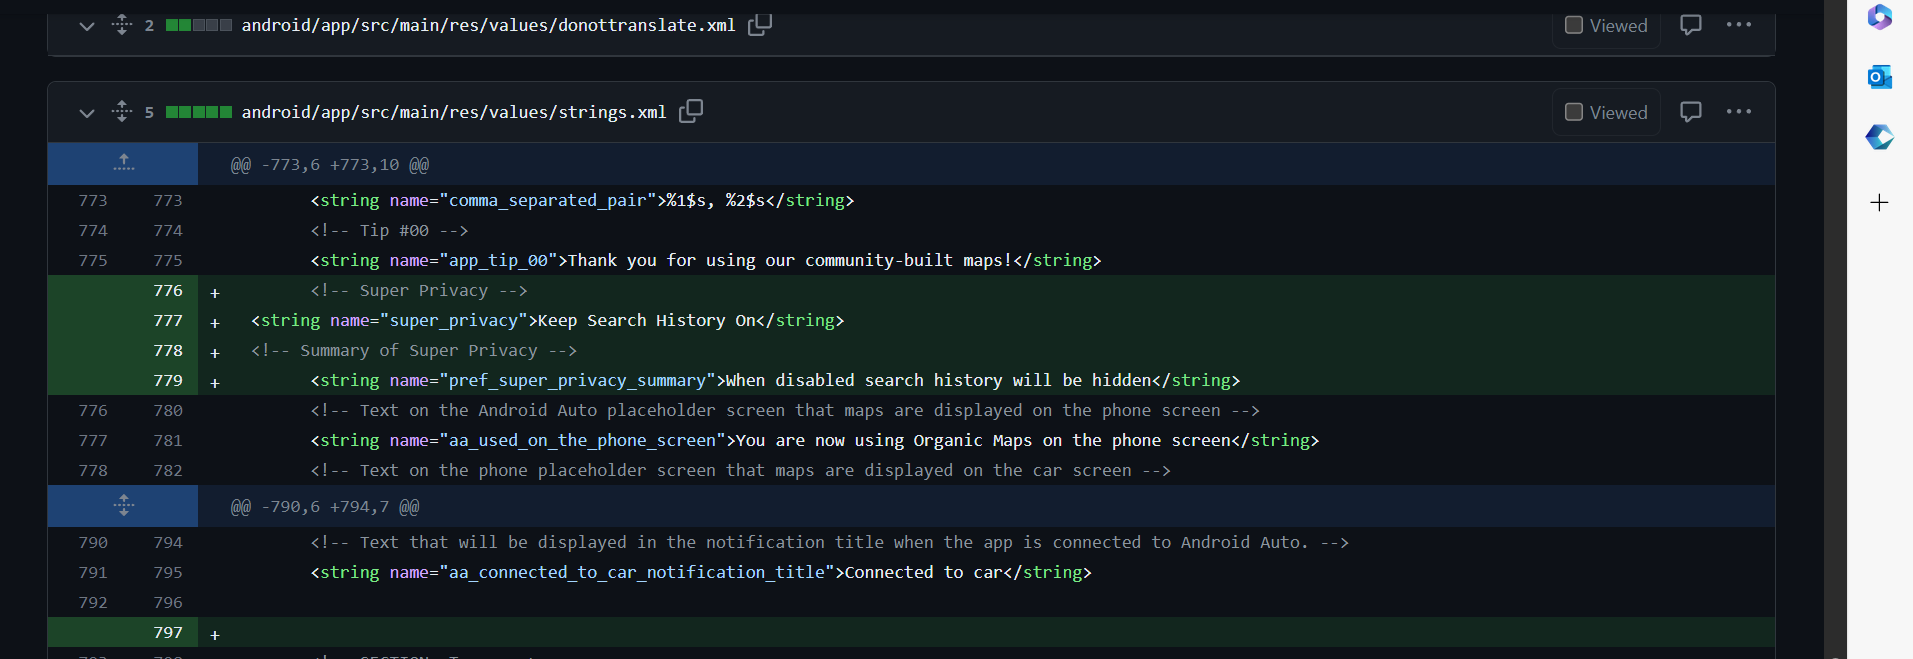 2 android/app/src/main/res/values/donottranslate.xml Viewed
5 android/app/src/main/res/values/strings.xml Viewed
@@ -773,6 +773,10 @@
773 773 <string name="comma_separated_pair">%1$s, %2$s</string>
774 774 <!-- Tip #00 -->
775 775 <string name="app_tip_00">Thank you for using our community-built maps!</string>
776 + <!-- Super Privacy -->
777 + <string name="super_privacy">Keep Search History On</string>
778 + <!-- Summary of Super Privacy -->
779 + <string name="pref_super_privacy_summary">When disabled search history will be hidden</string>
776 780 <!-- Text on the Android Auto placeholder screen that maps are displayed on the phone screen -->
777 781 <string name="aa_used_on_the_phone_screen">You are now using Organic Maps on the phone screen</string>
778 782 <!-- Text on the phone placeholder screen that maps are displayed on the car screen -->
@@ -790,6 +794,7 @@
790 794 <!-- Text that will be displayed in the notification title when the app is connected to Android Auto. -->
791 795 <string name="aa_connected_to_car_notification_title">Connected to car</string>
792 796
797 +